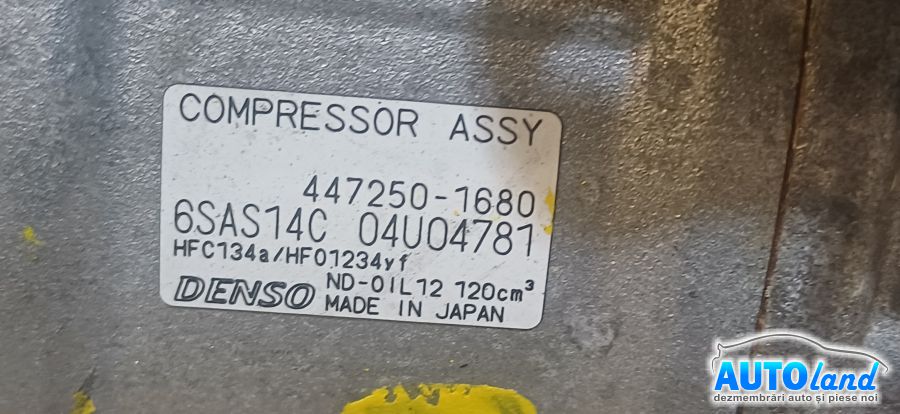 COMPRESSOR ASSY
447250-1680
6SAS14C 04U04781
HFC134a/HFO1234yf
ND-OIL12 120cm³
DENSO MADE IN JAPAN
AUTOland
dezmembrări auto și piese noi